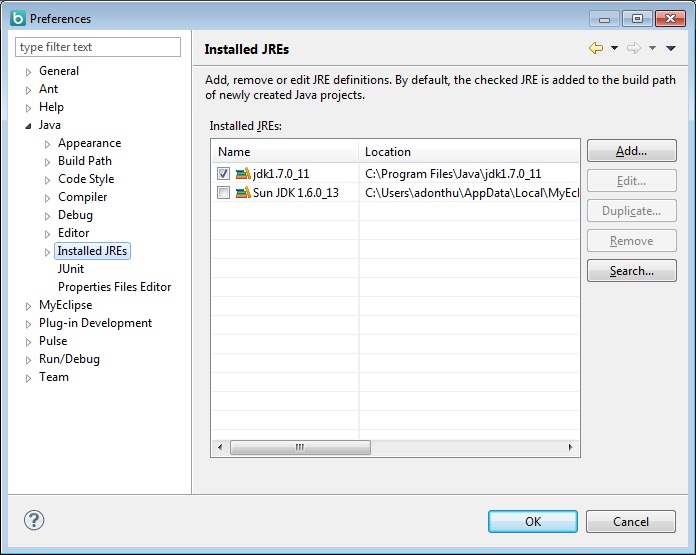 Preferences
type filter text
General
Ant
Help
Java
Appearance
Build Path
Code Style
Compiler
Debug
Editor
Installed JREs
JUnit
Properties Files Editor
MyEclipse
Plug-in Development
Pulse
Run/Debug
Team
Installed JREs
Add, remove or edit JRE definitions. By default, the checked JRE is added to the build path
of newly created Java projects.
Installed JREs:
Name Location
jdk1.7.0_11 C:\Program Files\Java\jdk1.7.0_11
Sun JDK 1.6.0_13 C:\Users\adonthu\AppData\Local\MyEcl
Add...
Edit...
Duplicate...
Remove
Search...
OK Cancel